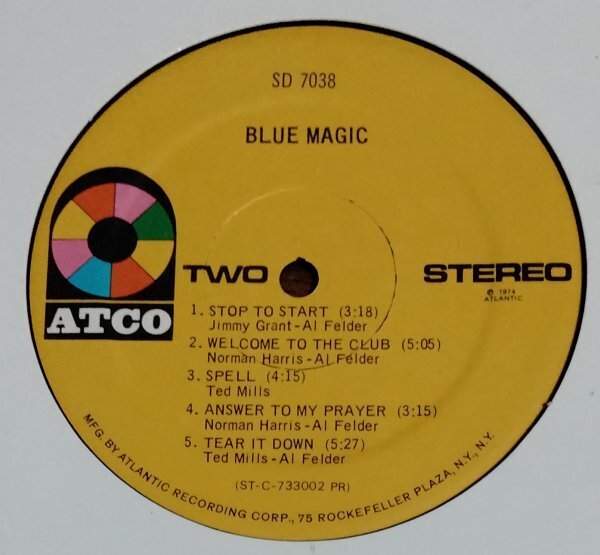 SD 7038
BLUE MAGIC
ATCO
TWO
STEREO
℗ 1974
ATLANTIC
1. STOP TO START (3:18)
Jimmy Grant-Al Felder
2. WELCOME TO THE CLUB (5:05)
Norman Harris-Al Felder
3. SPELL (4:15)
Ted Mills
4. ANSWER TO MY PRAYER (3:15)
Norman Harris-Al Felder
5. TEAR IT DOWN (5:27)
Ted Mills-Al Felder
(ST-C-733002 PR)
MFG. BY ATLANTIC RECORDING CORP., 75 ROCKEFELLER PLAZA, N.Y., N.Y.